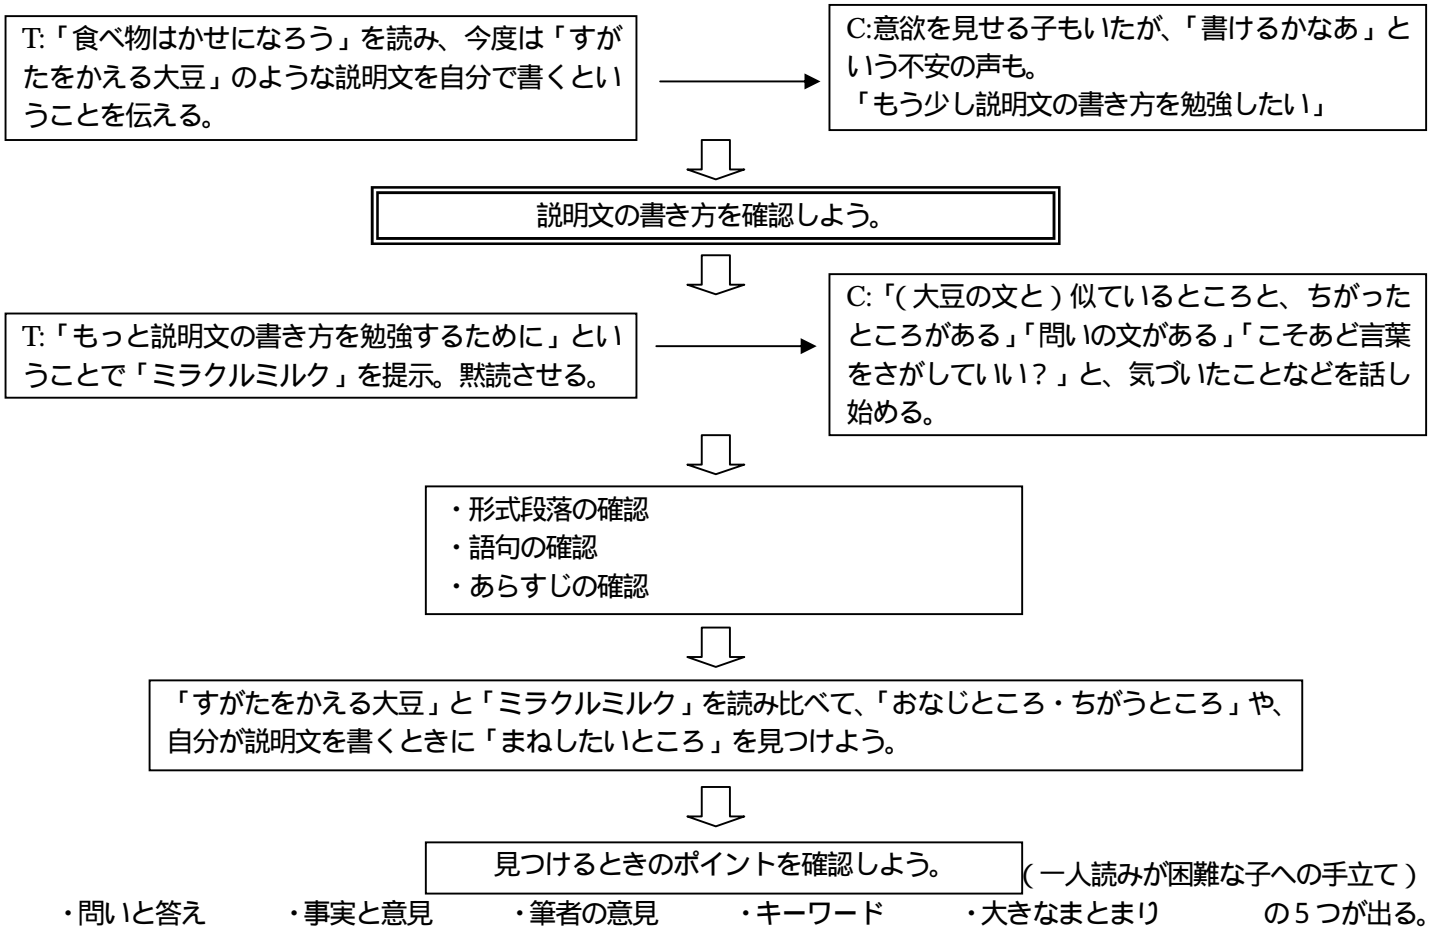 T:「食べ物はかせになろう」を読み、今度は「すが
たをかえる大豆」のような説明文を自分で書くとい
うことを伝える。
C:意欲を見せる子もいたが、「書けるかなあ」と
いう不安の声も。
「もう少し説明文の書き方を勉強したい」
説明文の書き方を確認しよう。
T:「もっと説明文の書き方を勉強するために」とい
うことで「ミラクルミルク」を提示。黙読させる。
C:「(大豆の文と)似ているところと、ちがった
ところがある」「問いの文がある」「こそあど言葉
をさがしていい?」と、気づいたことなどを話し
始める。
・形式段落の確認
・語句の確認
・あらすじの確認
「すがたをかえる大豆」と「ミラクルミルク」を読み比べて、「おなじところ・ちがうところ」や、
自分が説明文を書くときに「まねしたいところ」を見つけよう。
見つけるときのポイントを確認しよう。
(一人読みが困難な子への手立て)
・問いと答え ・事実と意見 ・筆者の意見 ・キーワード ・大きなまとまり の5つが出る。